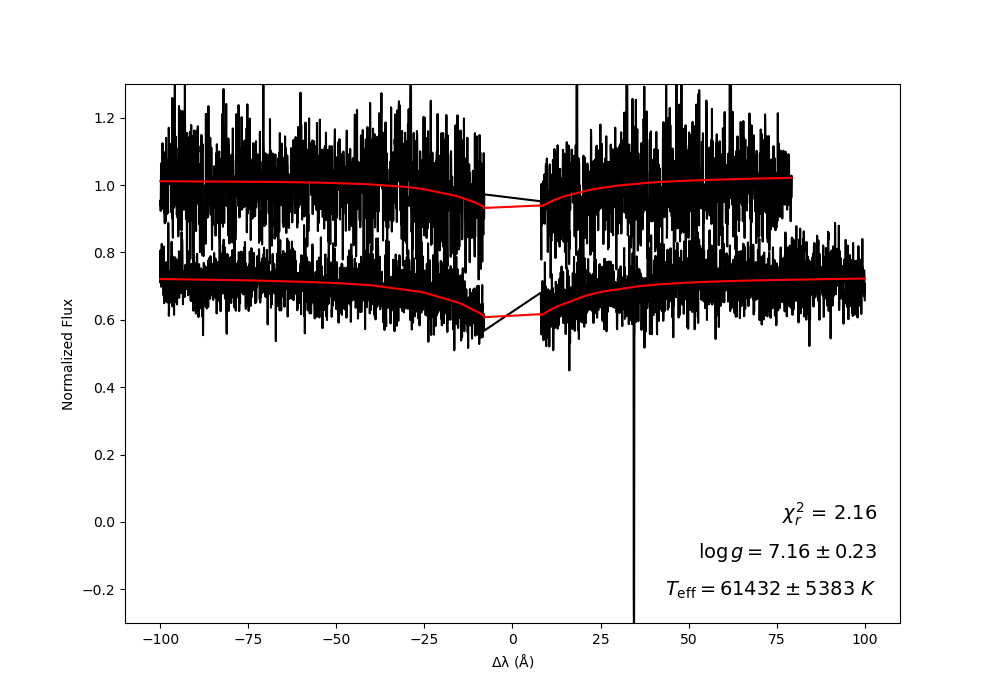 1.2
1.0
0.8
0.6
0.4
0.2
0.0
−0.2
Normalized Flux
χ²ᵣ = 2.16
log g = 7.16 ± 0.23
T_eff = 61432 ± 5383 K
−100 −75 −50 −25 0 25 50 75 100
Δλ (Å)